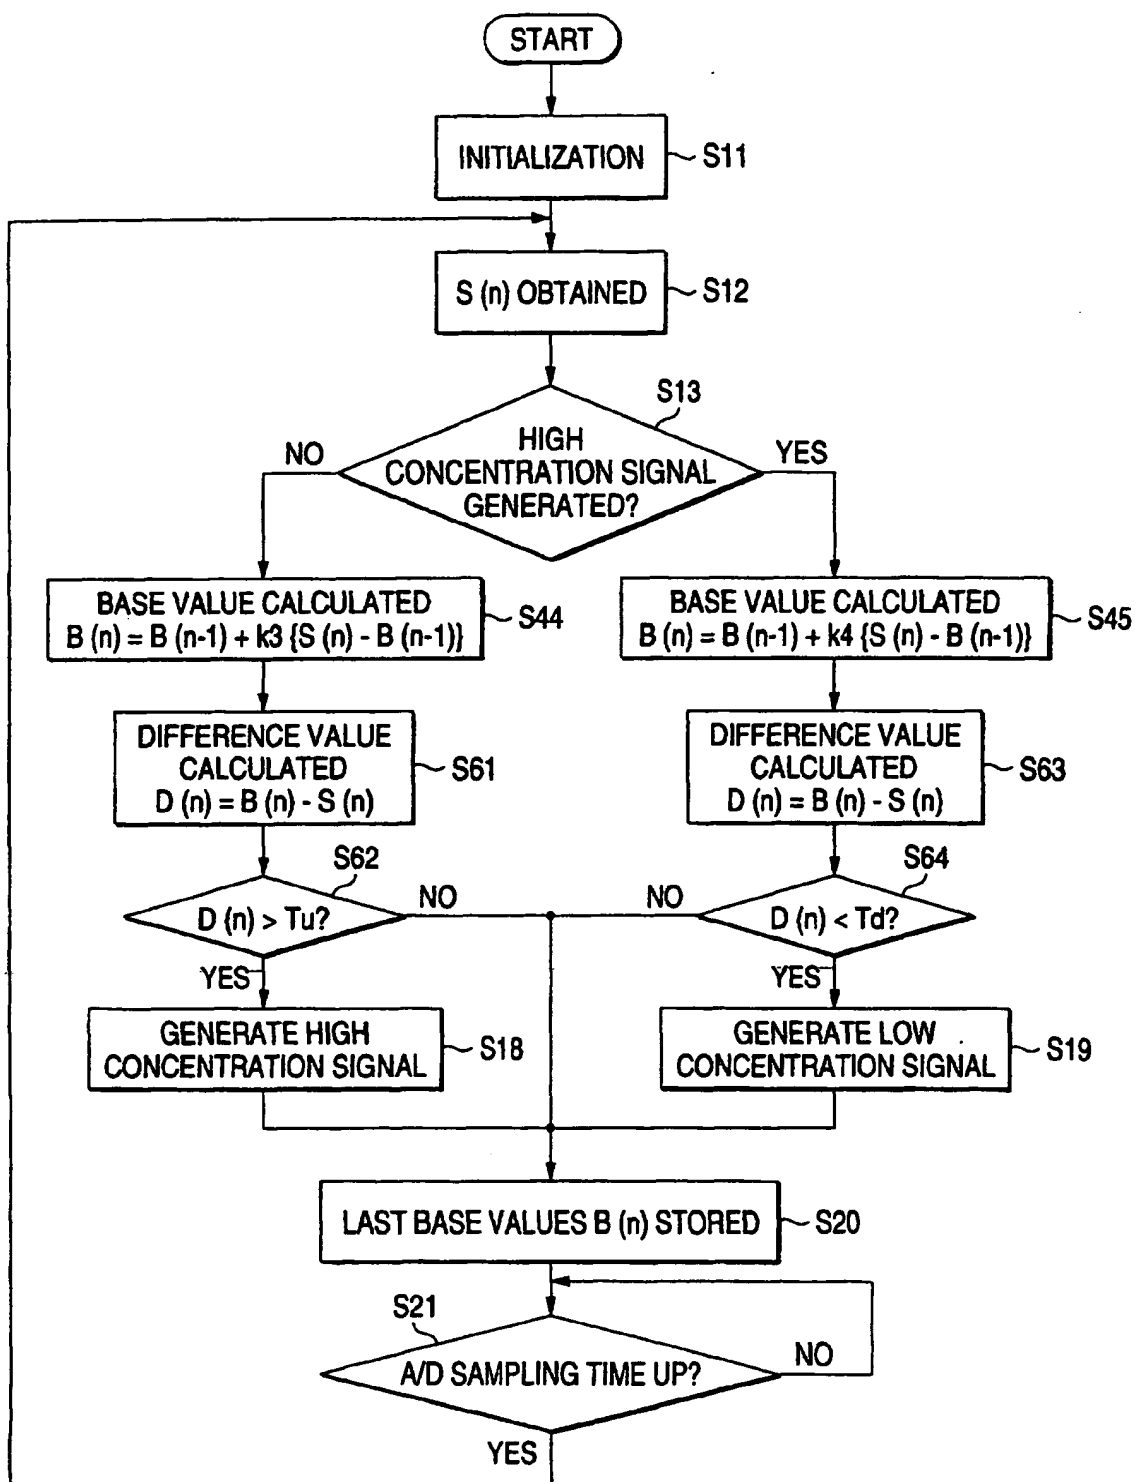 START
INITIALIZATION
S11
S (n) OBTAINED
S12
S13
HIGH
CONCENTRATION SIGNAL
GENERATED?
NO
YES
BASE VALUE CALCULATED
B (n) = B (n-1) + k3 {S (n) - B (n-1)}
S44
BASE VALUE CALCULATED
B (n) = B (n-1) + k4 {S (n) - B (n-1)}
S45
DIFFERENCE VALUE
CALCULATED
D (n) = B (n) - S (n)
S61
DIFFERENCE VALUE
CALCULATED
D (n) = B (n) - S (n)
S63
S62
D (n) > Tu?
NO
YES
S64
D (n) < Td?
NO
YES
GENERATE HIGH
CONCENTRATION SIGNAL
S18
GENERATE LOW
CONCENTRATION SIGNAL
S19
LAST BASE VALUES B (n) STORED
S20
S21
A/D SAMPLING TIME UP?
NO
YES